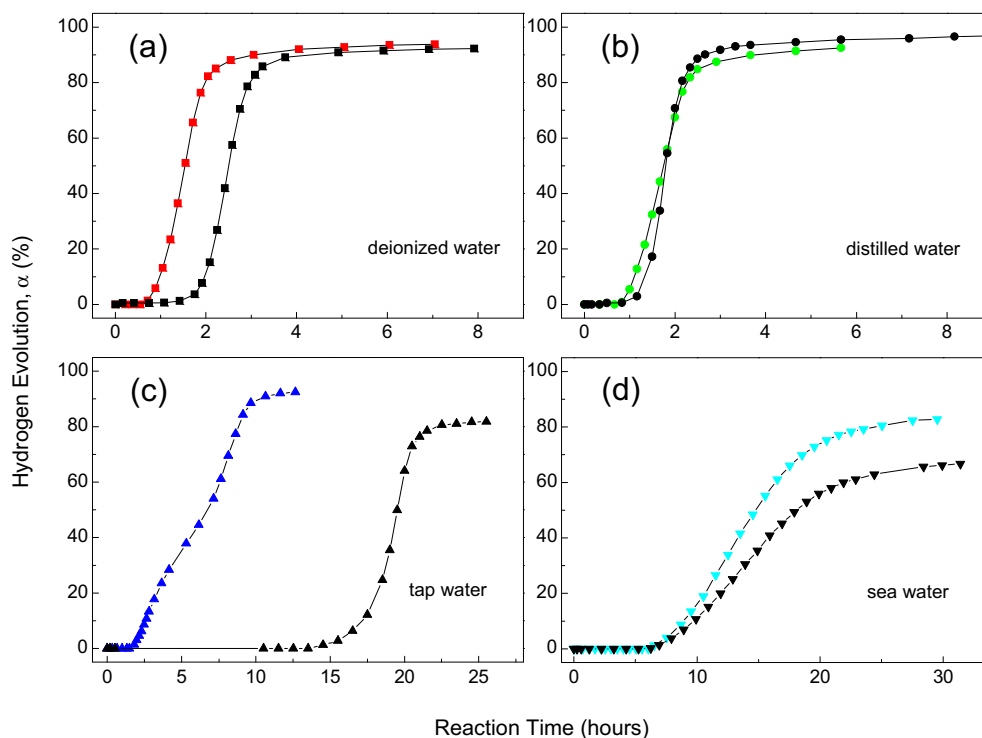 Hydrogen Evolution, α (%)
(a)
100
80
60
40
20
0
deionized water
0 2 4 6 8
(b)
100
80
60
40
20
0
distilled water
0 2 4 6 8
(c)
100
80
60
40
20
0
tap water
0 5 10 15 20 25
(d)
100
80
60
40
20
0
sea water
0 10 20 30
Reaction Time (hours)